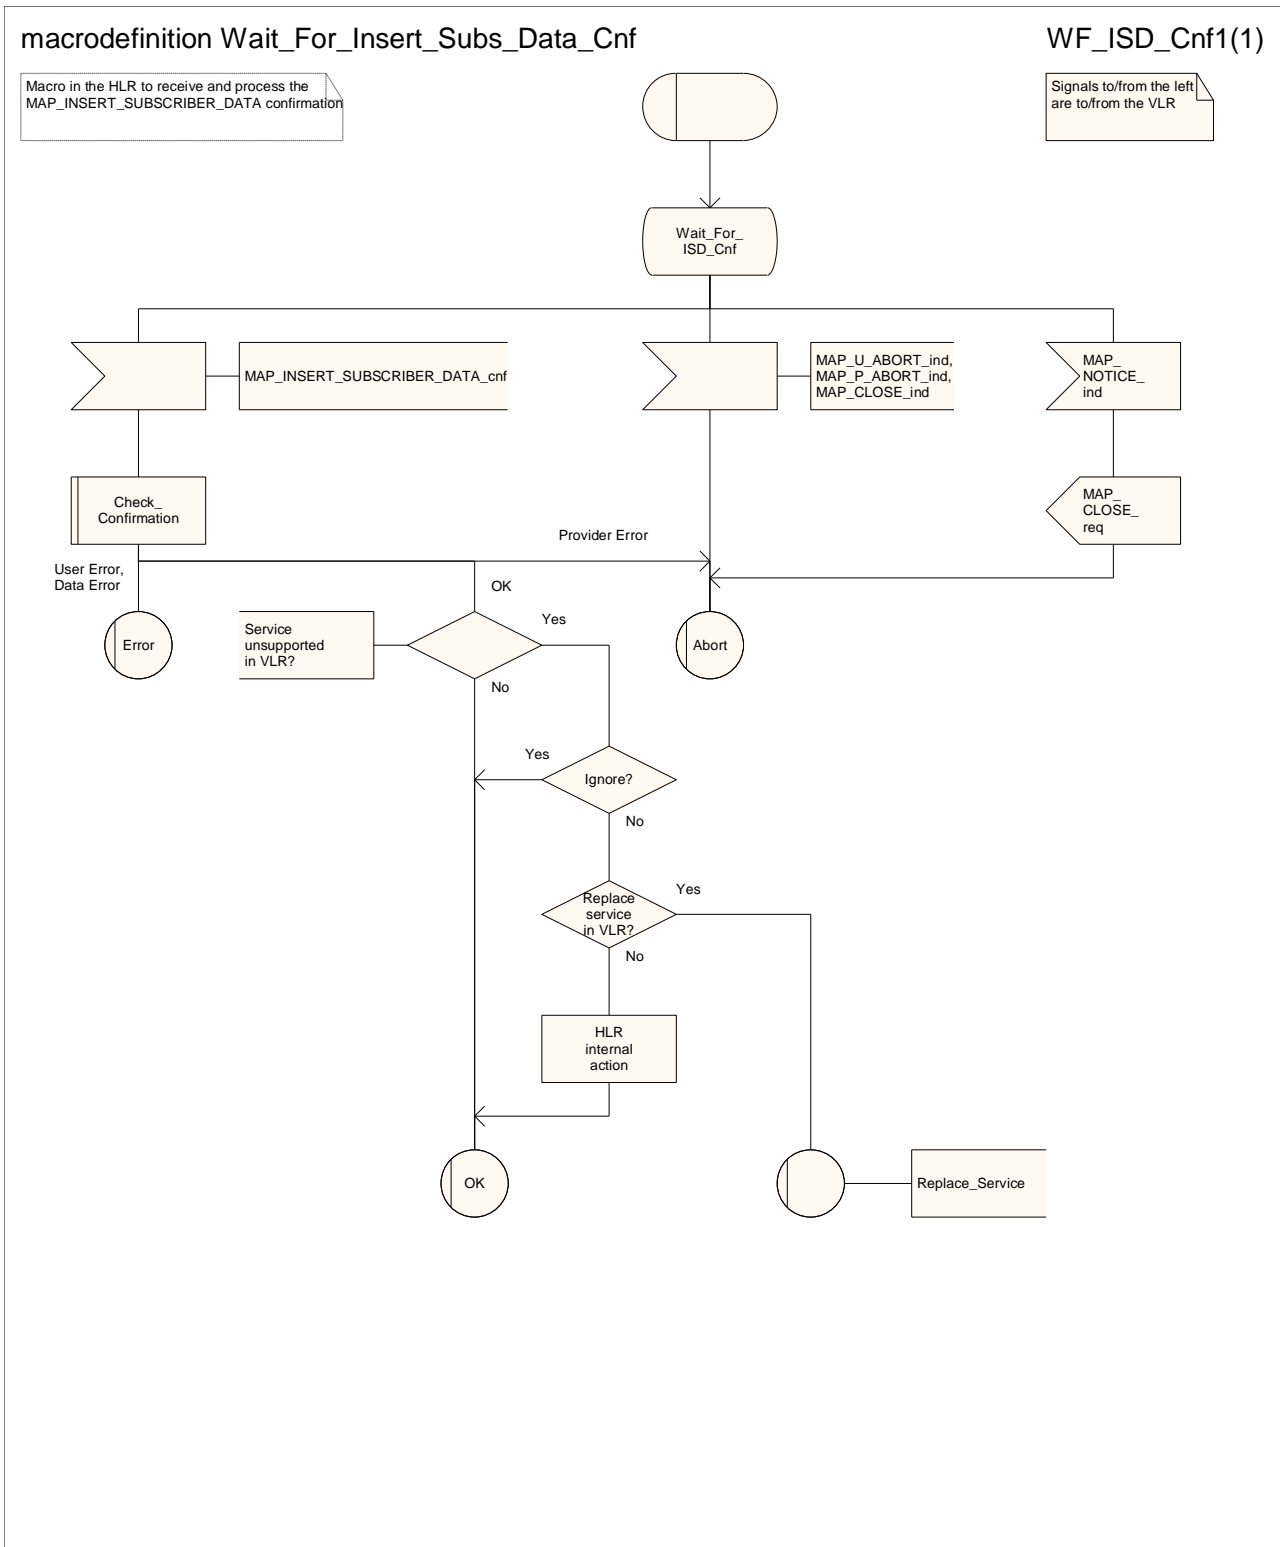 macrodefinition Wait_For_Insert_Subs_Data_Cnf
WF_ISD_Cnf1(1)
Macro in the HLR to receive and process the
MAP_INSERT_SUBSCRIBER_DATA confirmation
Signals to/from the left
are to/from the VLR
Wait_For_
ISD_Cnf
MAP_INSERT_SUBSCRIBER_DATA_cnf
MAP_U_ABORT_ind,
MAP_P_ABORT_ind,
MAP_CLOSE_ind
MAP_
NOTICE_
ind
Check_
Confirmation
MAP_
CLOSE_
req
Provider Error
User Error,
Data Error
OK
Error
Service
unsupported
in VLR?
Yes
No
Abort
Yes
Ignore?
No
Replace
service
in VLR?
Yes
No
HLR
internal
action
OK
Replace_Service